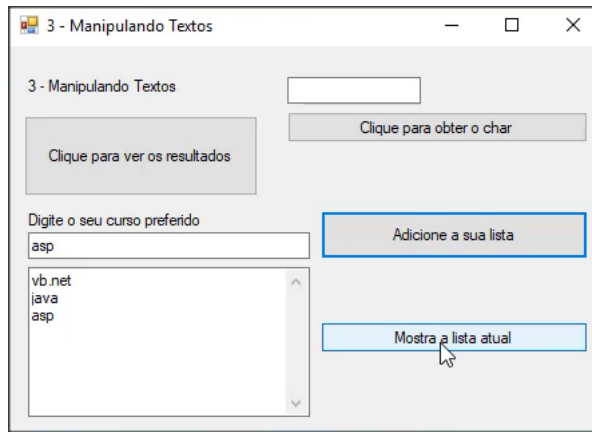 3 - Manipulando Textos
3 - Manipulando Textos
Clique para obter o char
Clique para ver os resultados
Digite o seu curso preferido
Adicione a sua lista
asp
vb.net
java
asp
Mostra a lista atual